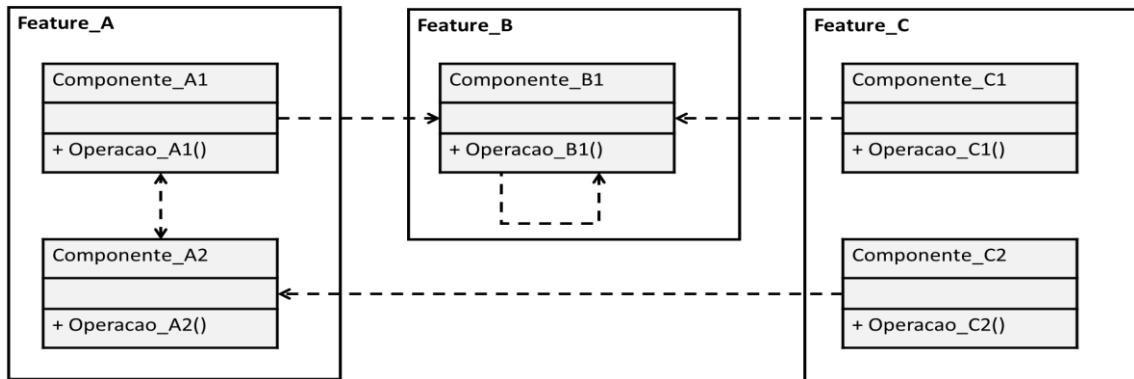 Feature_A
Componente_A1
+ Operacao_A1()
Componente_A2
+ Operacao_A2()
Feature_B
Componente_B1
+ Operacao_B1()
Feature_C
Componente_C1
+ Operacao_C1()
Componente_C2
+ Operacao_C2()